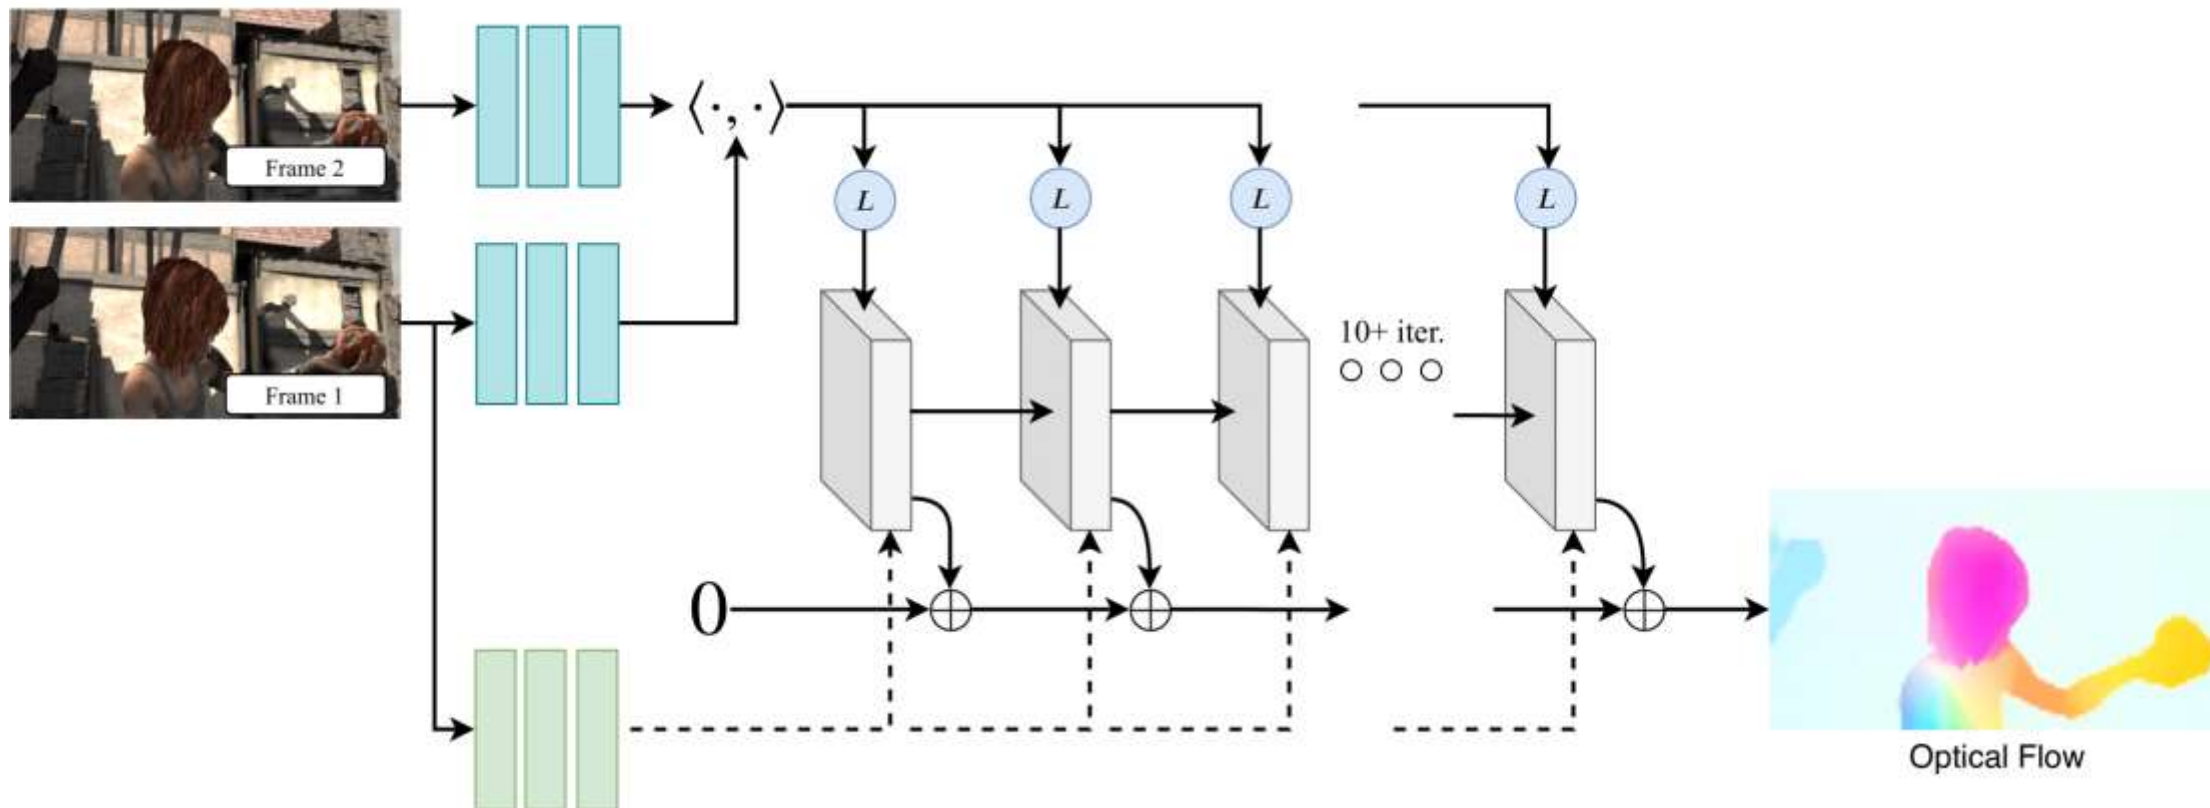 Frame 2
⟨·,·⟩
L L L L
Frame 1
10+ iter.
0
Optical Flow